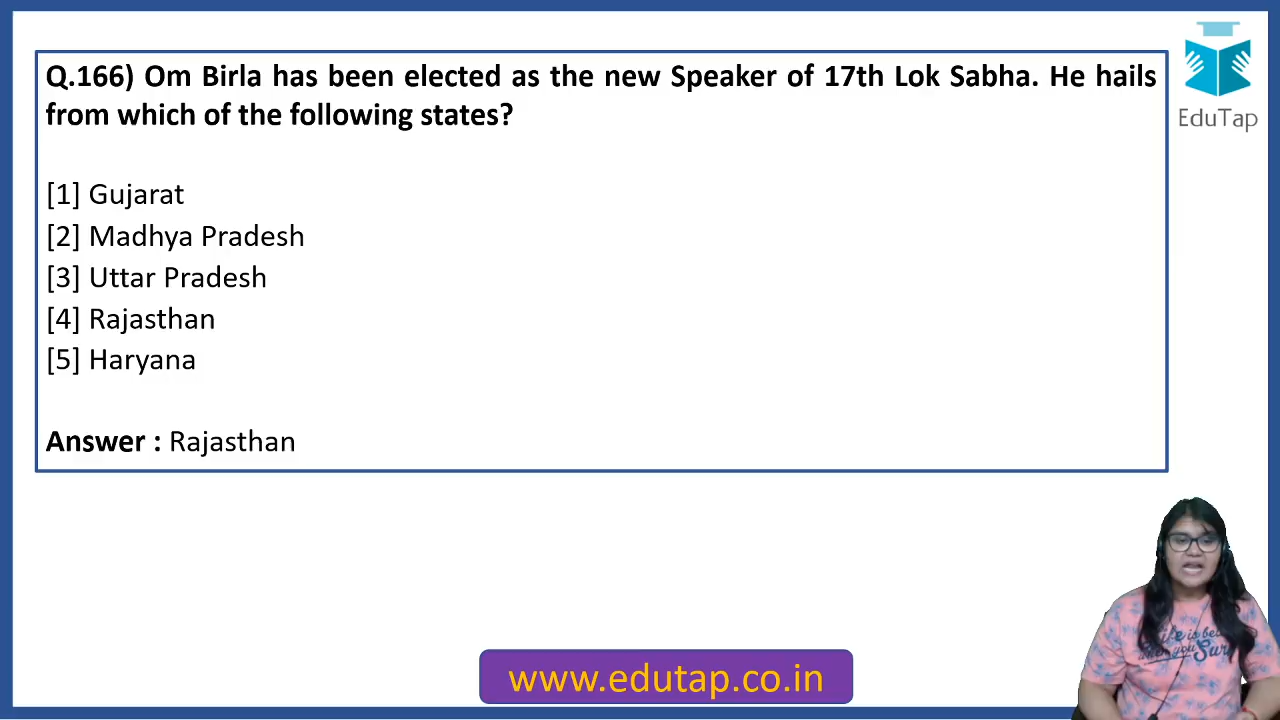 Q.166) Om Birla has been elected as the new Speaker of 17th Lok Sabha. He hails
from which of the following states?
[1] Gujarat
[2] Madhya Pradesh
[3] Uttar Pradesh
[4] Rajasthan
[5] Haryana
Answer : Rajasthan
EduTap
www.edutap.co.in